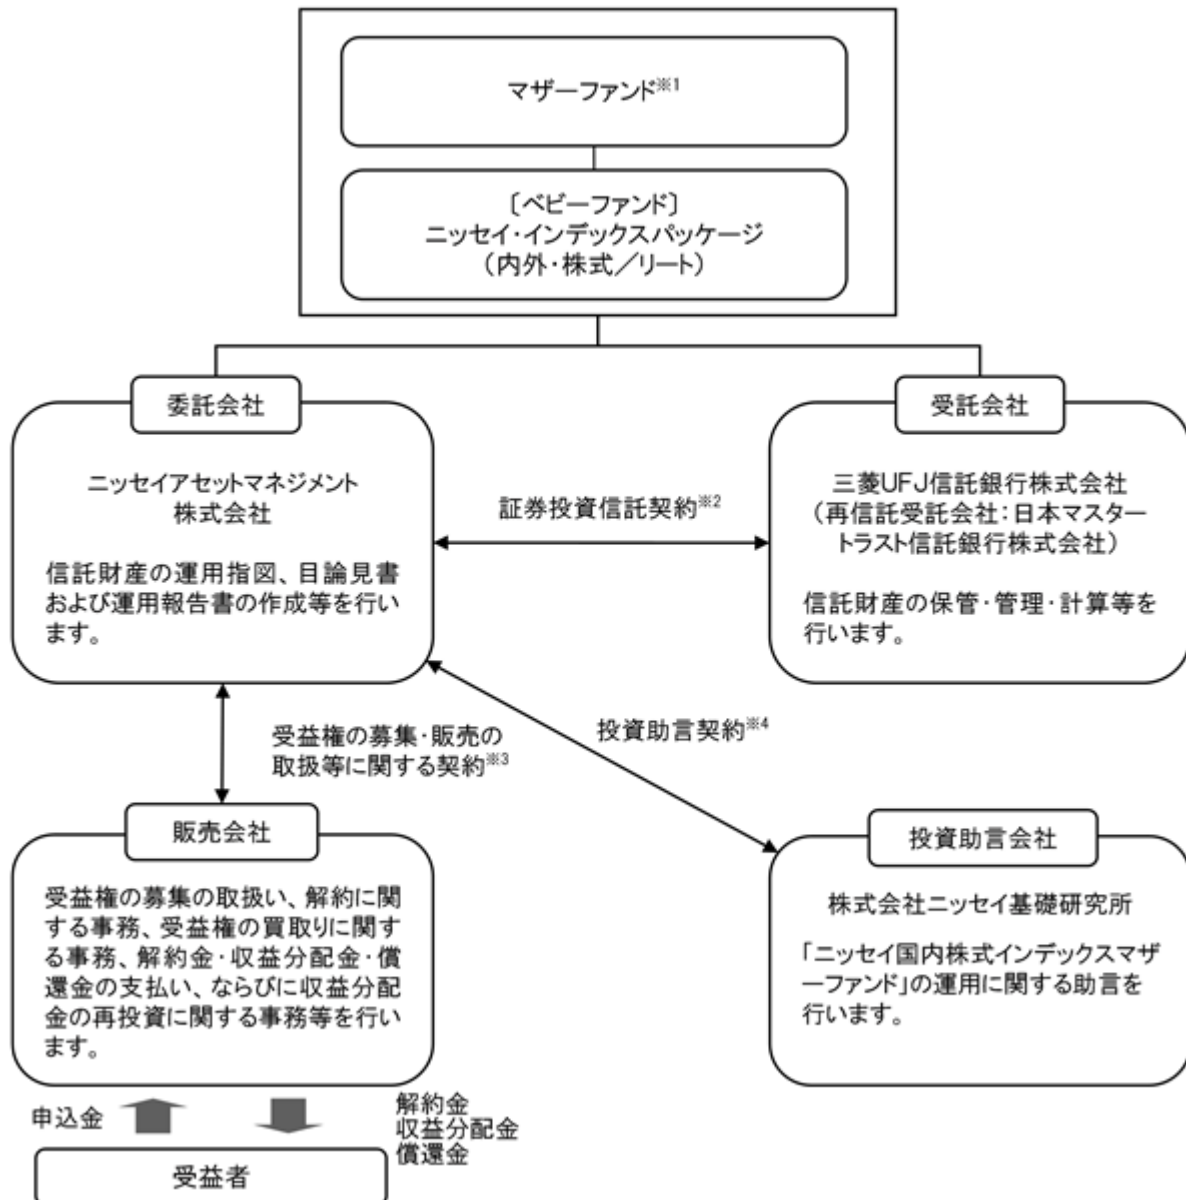 マザーファンド※1
〔ベビーファンド〕
ニッセイ・インデックスパッケージ
（内外・株式／リート）
委託会社
ニッセイアセットマネジメント
株式会社
信託財産の運用指図、目論見書
および運用報告書の作成等を行い
ます。
証券投資信託契約※2
受託会社
三菱UFJ信託銀行株式会社
（再信託受託会社：日本マスター
トラスト信託銀行株式会社）
信託財産の保管・管理・計算等を
行います。
受益権の募集・販売の
取扱等に関する契約※3
投資助言契約※4
販売会社
受益権の募集の取扱い、解約に関
する事務、受益権の買取りに関す
る事務、解約金・収益分配金・償
還金の支払い、ならびに収益分配
金の再投資に関する事務等を行い
ます。
投資助言会社
株式会社ニッセイ基礎研究所
「ニッセイ国内株式インデックスマザ
ーファンド」の運用に関する助言を
行います。
申込金
解約金
収益分配金
償還金
受益者